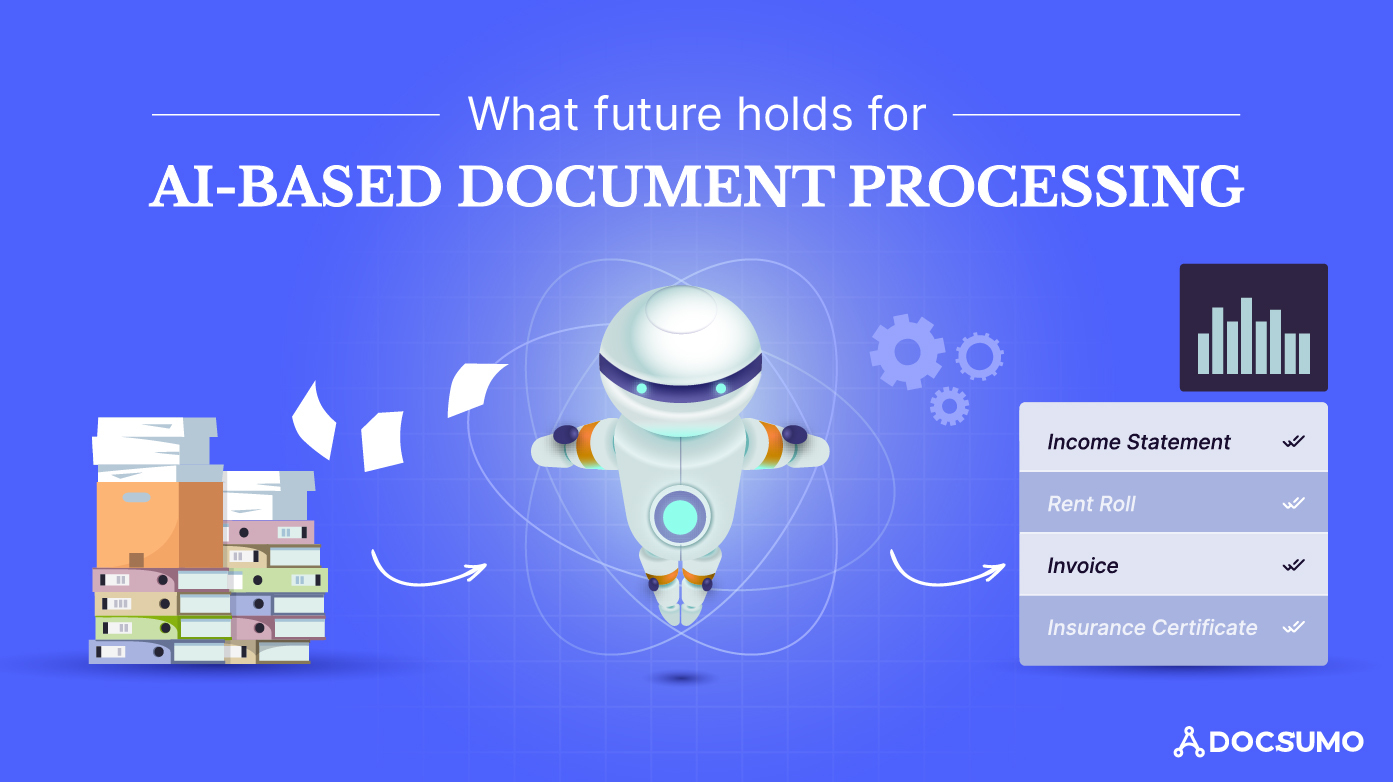 What future holds for
AI-BASED DOCUMENT PROCESSING
Income Statement
Rent Roll
Invoice
Insurance Certificate
DOCSUMO